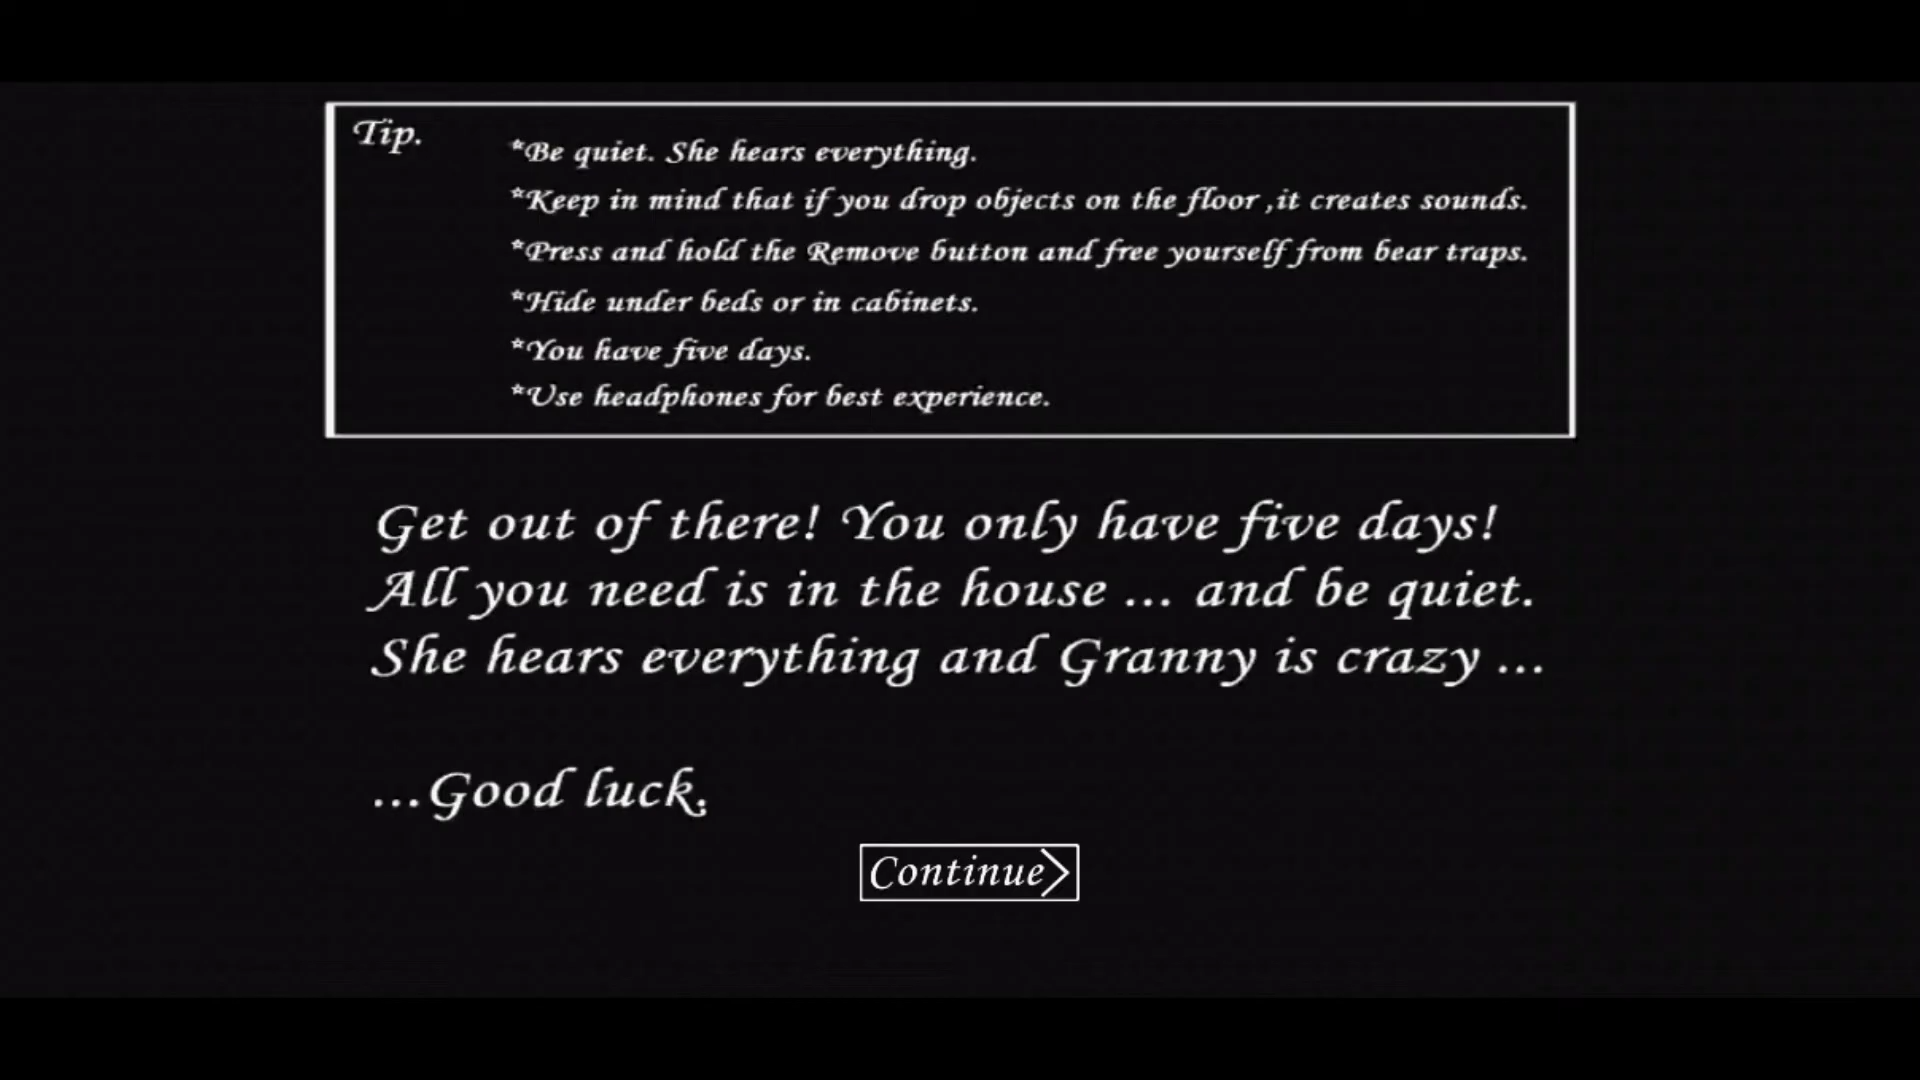 Tip.
*Be quiet. She hears everything.
*Keep in mind that if you drop objects on the floor ,it creates sounds.
*Press and hold the Remove button and free yourself from bear traps.
*Hide under beds or in cabinets.
*You have five days.
*Use headphones for best experience.
Get out of there! You only have five days!
All you need is in the house ... and be quiet.
She hears everything and Granny is crazy ...
...Good luck.
Continue>